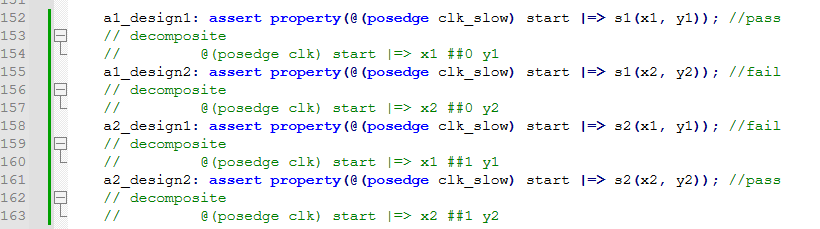 152 a1_design1: assert property(@(posedge clk_slow) start |=> s1(x1, y1)); //pass
153 // decomposite
154 // @(posedge clk) start |=> x1 ##0 y1
155 a1_design2: assert property(@(posedge clk_slow) start |=> s1(x2, y2)); //fail
156 // decomposite
157 // @(posedge clk) start |=> x2 ##0 y2
158 a2_design1: assert property(@(posedge clk_slow) start |=> s2(x1, y1)); //fail
159 // decomposite
160 // @(posedge clk) start |=> x1 ##1 y1
161 a2_design2: assert property(@(posedge clk_slow) start |=> s2(x2, y2)); //pass
162 // decomposite
163 // @(posedge clk) start |=> x2 ##1 y2